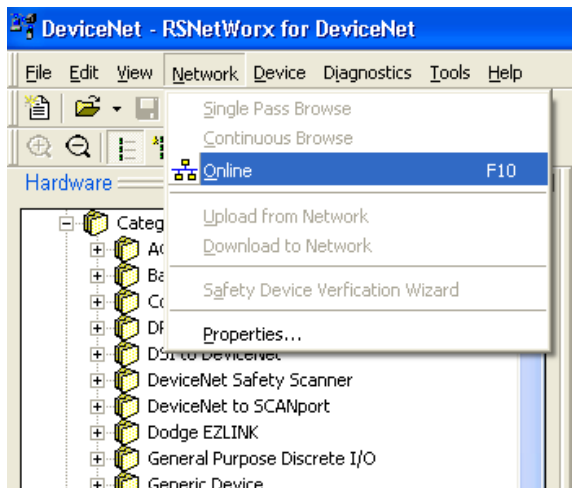 DeviceNet - RSNetWorx for DeviceNet
File Edit View Network Device Diagnostics Tools Help
Single Pass Browse
Continuous Browse
Online F10
Hardware
Upload from Network
Download to Network
Safety Device Verfication Wizard
Properties...
DSI to DeviceNet
DeviceNet Safety Scanner
DeviceNet to SCANport
Dodge EZLINK
General Purpose Discrete I/O
Generic Device